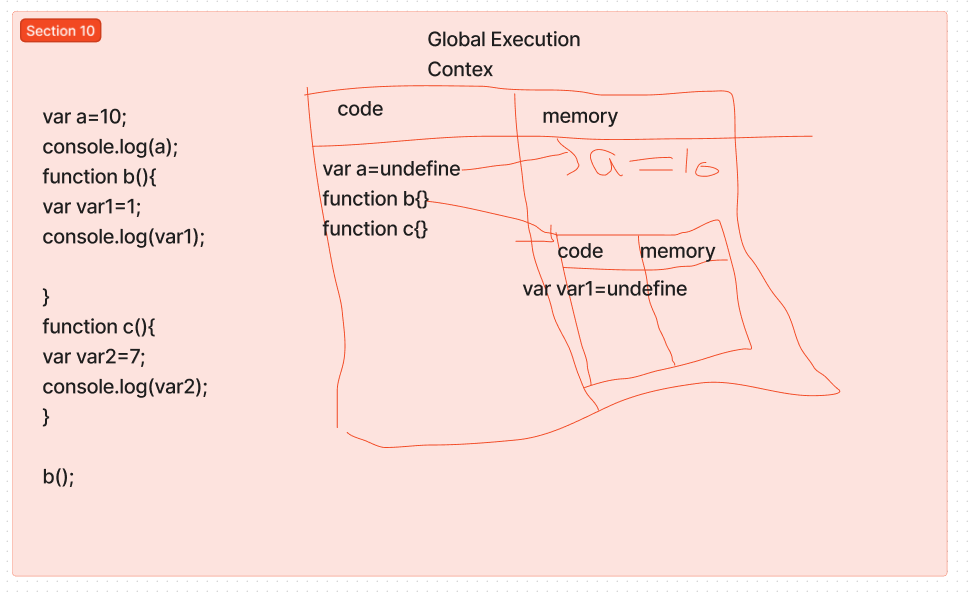 Section 10
Global Execution
Contex
code
memory
var a=10;
console.log(a);
function b(){
var var1=1;
console.log(var1);
}
function c(){
var var2=7;
console.log(var2);
}
b();
var a=undefine
function b{}
function c{}
a=10
code
memory
var var1=undefine